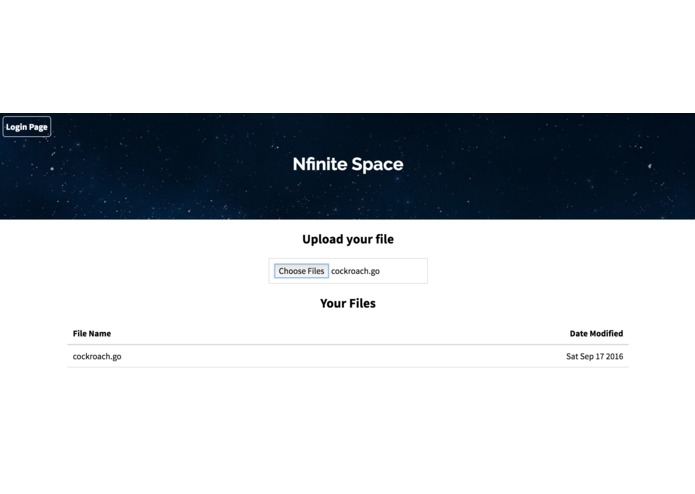 Login Page
Nfinite Space
Upload your file
Choose Files cockroach.go
Your Files
File Name Date Modified
cockroach.go Sat Sep 17 2016